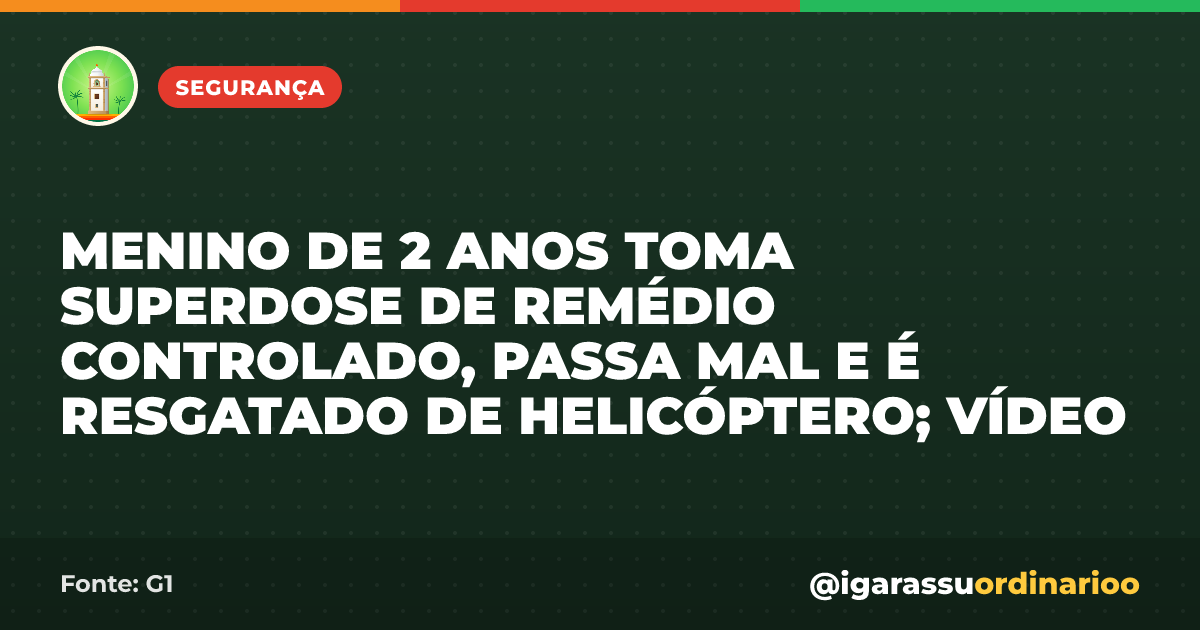 SEGURANÇA
MENINO DE 2 ANOS TOMA
SUPERDOSE DE REMÉDIO
CONTROLADO, PASSA MAL E É
RESGATADO DE HELICÓPTERO; VÍDEO
Fonte: G1
@igarassuordinarioo